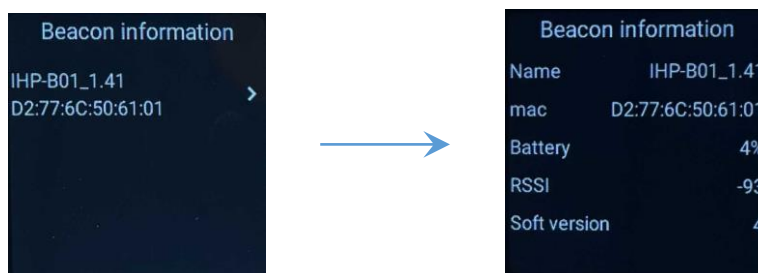 Beacon information
IHP-B01_1.41
D2:77:6C:50:61:01
Beacon information
Name IHP-B01_1.41
mac D2:77:6C:50:61:01
Battery 4%
RSSI -93
Soft version